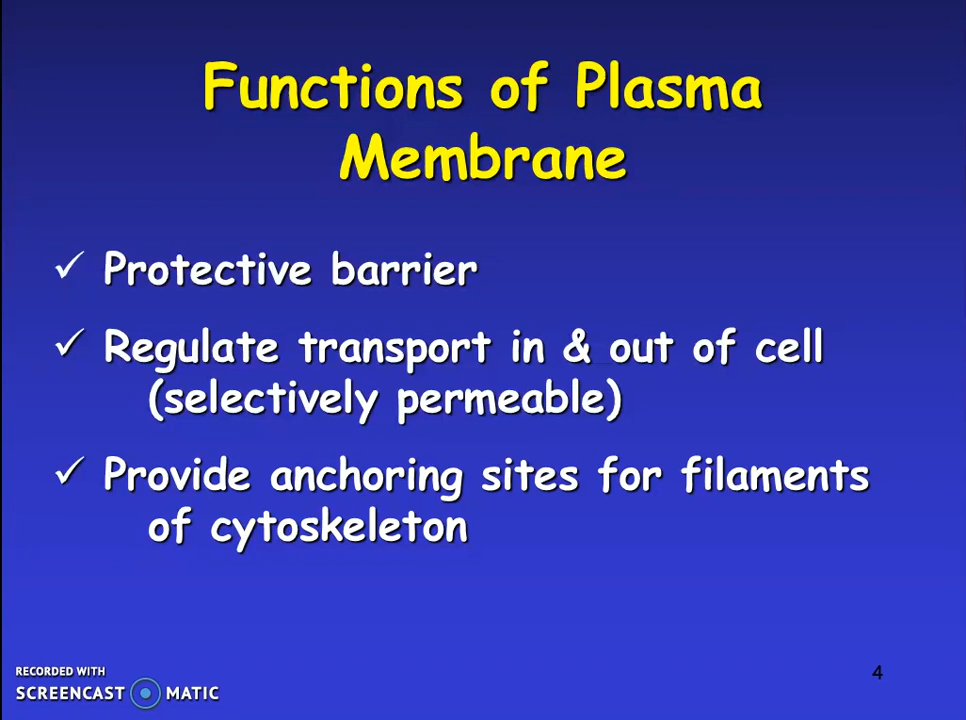 Functions of Plasma
Membrane
✓ Protective barrier
✓ Regulate transport in & out of cell
(selectively permeable)
✓ Provide anchoring sites for filaments
of cytoskeleton
4
RECORDED WITH
SCREENCAST MATIC